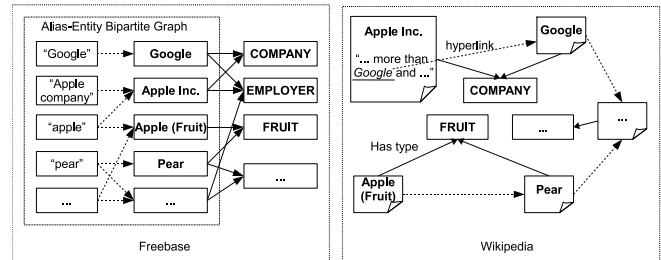 Alias-Entity Bipartite Graph
"Google"
Google
COMPANY
"Apple
company"
Apple Inc.
EMPLOYER
"apple"
Apple (Fruit)
FRUIT
"pear"
Pear
...
...
...
Freebase
Apple Inc.
"... more than
Google and ..."
hyperlink
Google
COMPANY
FRUIT
...
...
Has type
Apple
(Fruit)
Pear
Wikipedia